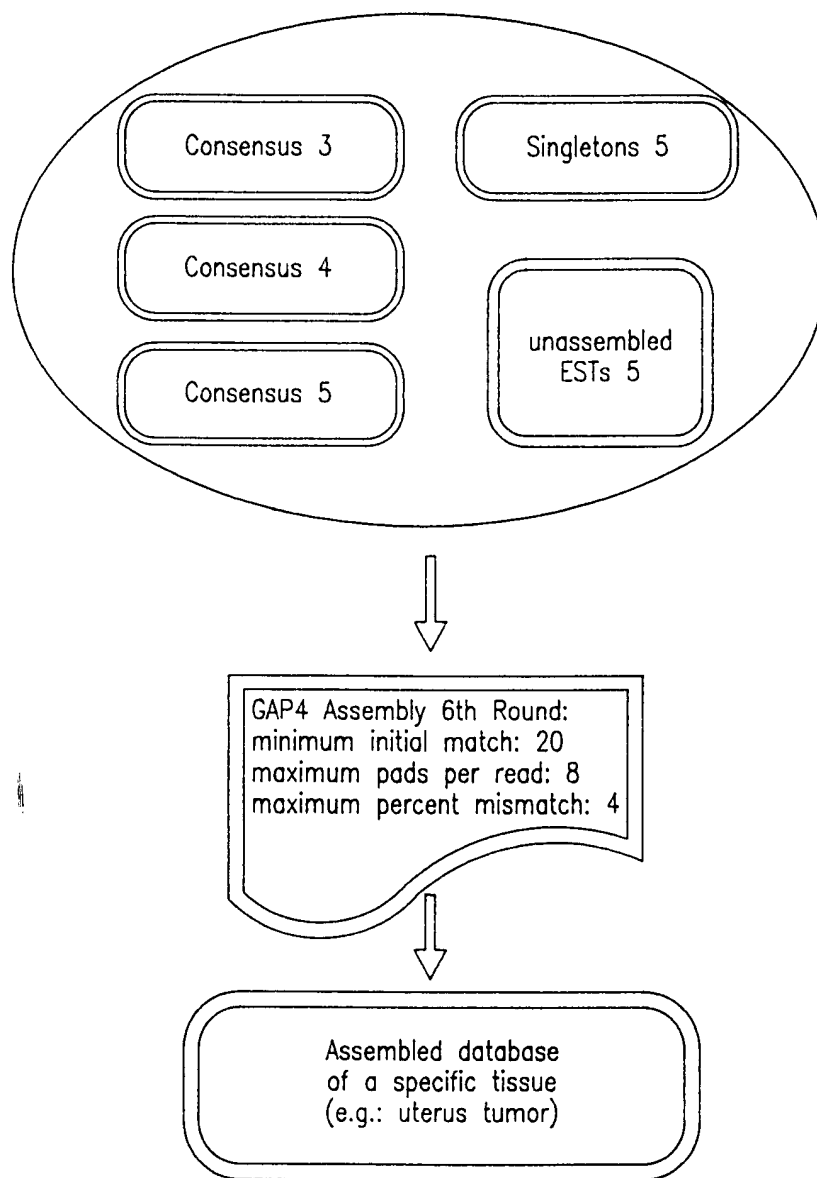 Consensus 3
Singletons 5
Consensus 4
unassembled
ESTs 5
Consensus 5
GAP4 Assembly 6th Round:
minimum initial match: 20
maximum pads per read: 8
maximum percent mismatch: 4
Assembled database
of a specific tissue
(e.g.: uterus tumor)